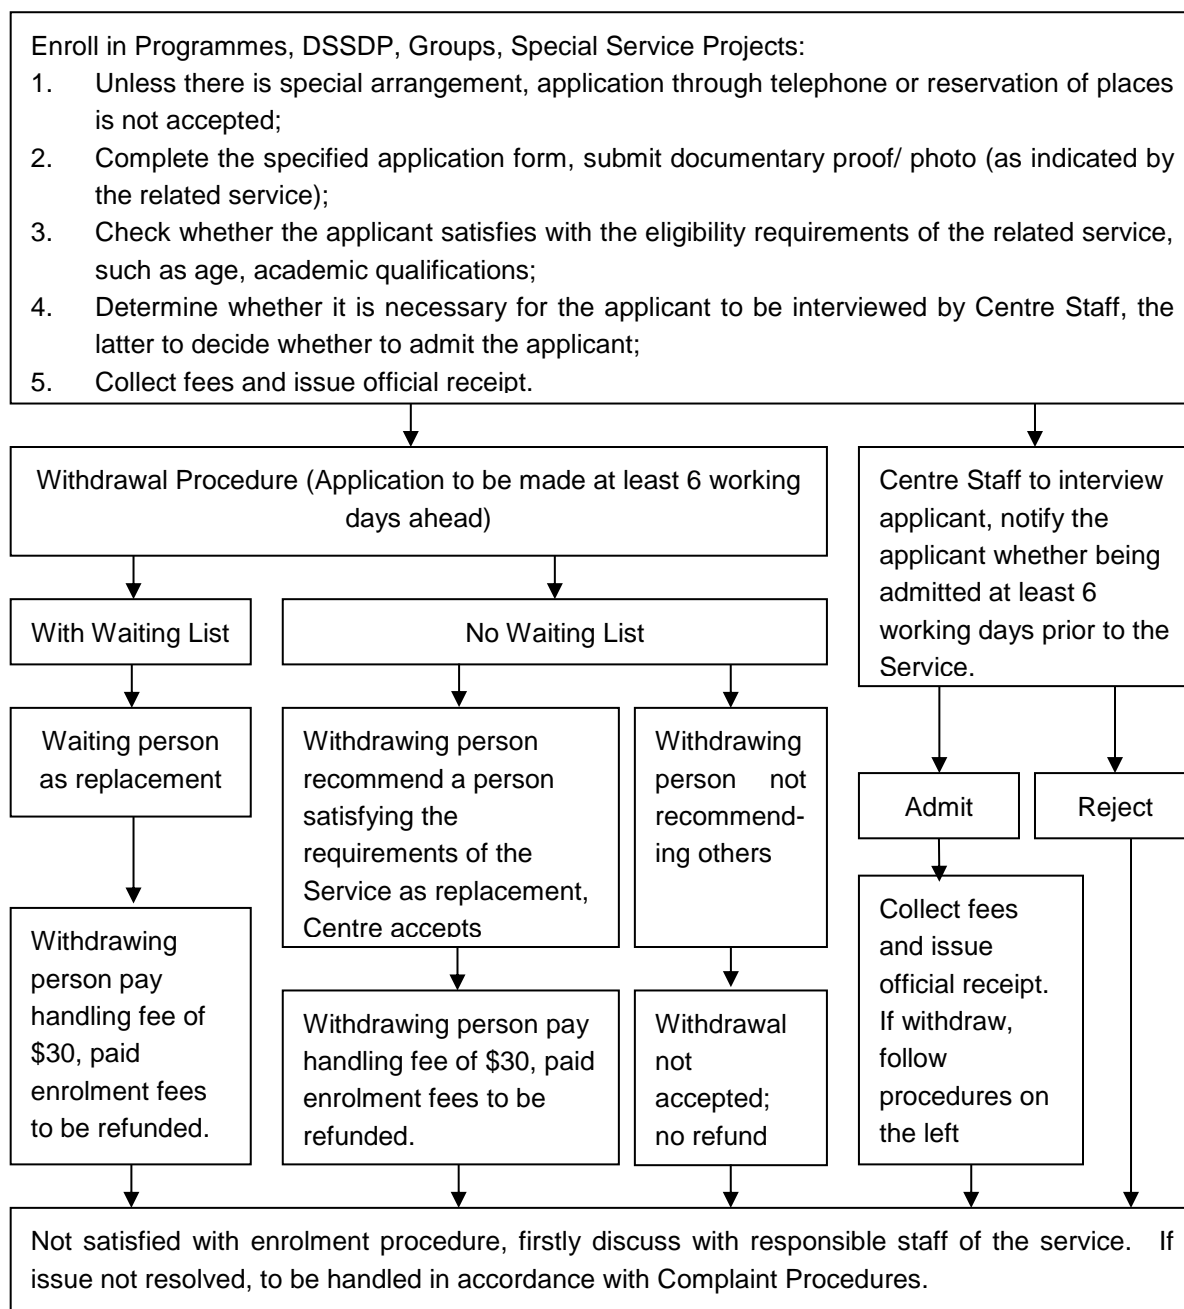 Enroll in Programmes, DSSDP, Groups, Special Service Projects:
1. Unless there is special arrangement, application through telephone or reservation of places
is not accepted;
2. Complete the specified application form, submit documentary proof/ photo (as indicated by
the related service);
3. Check whether the applicant satisfies with the eligibility requirements of the related service,
such as age, academic qualifications;
4. Determine whether it is necessary for the applicant to be interviewed by Centre Staff, the
latter to decide whether to admit the applicant;
5. Collect fees and issue official receipt.
Withdrawal Procedure (Application to be made at least 6 working
days ahead)
Centre Staff to interview
applicant, notify the
applicant whether being
admitted at least 6
working days prior to the
Service.
With Waiting List
No Waiting List
Waiting person
as replacement
Withdrawing person
recommend a person
satisfying the
requirements of the
Service as replacement,
Centre accepts
Withdrawing
person not
recommend-
ing others
Admit
Reject
Withdrawing
person pay
handling fee of
$30, paid
enrolment fees
to be refunded.
Withdrawing person pay
handling fee of $30, paid
enrolment fees to be
refunded.
Withdrawal
not
accepted;
no refund
Collect fees
and issue
official receipt.
If withdraw,
follow
procedures on
the left
Not satisfied with enrolment procedure, firstly discuss with responsible staff of the service. If
issue not resolved, to be handled in accordance with Complaint Procedures.